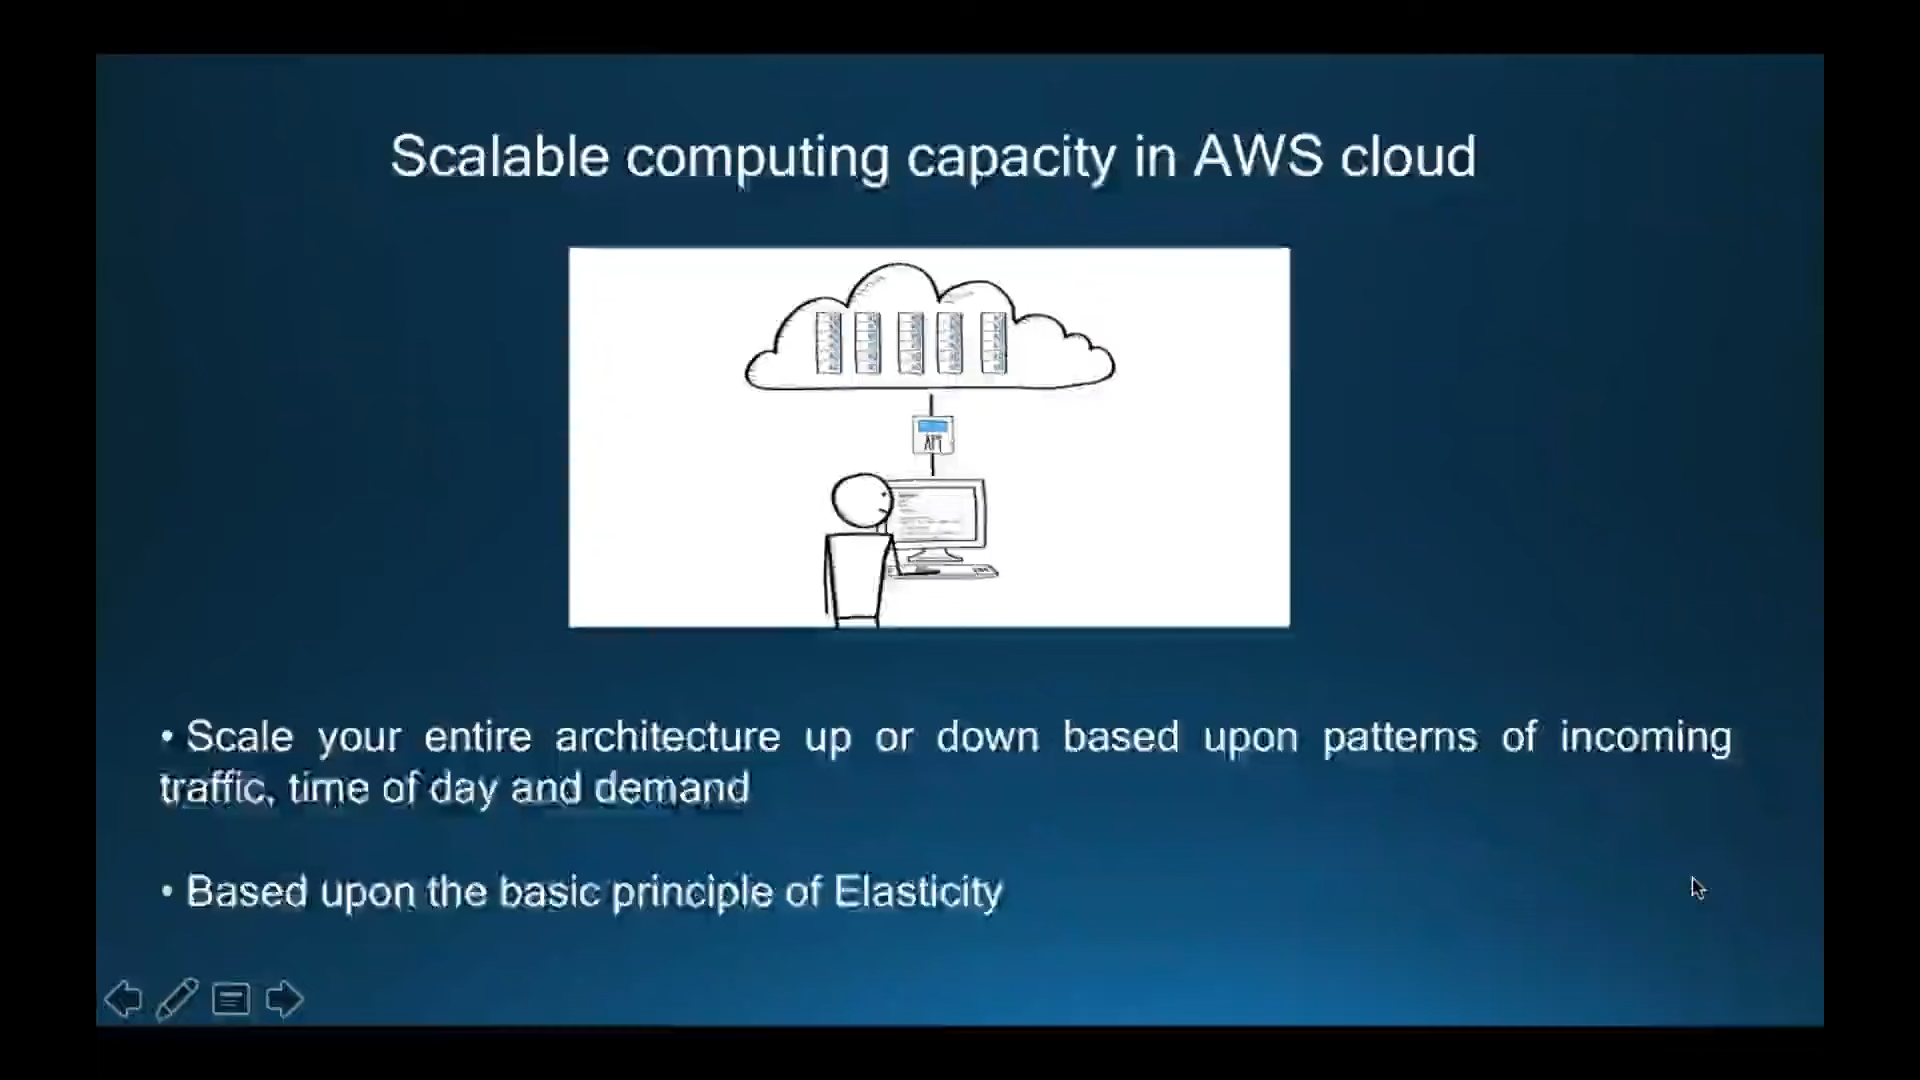 Scalable computing capacity in AWS cloud
API
• Scale your entire architecture up or down based upon patterns of incoming
traffic, time of day and demand
• Based upon the basic principle of Elasticity